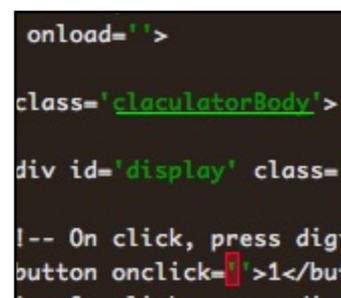 onload=''>
class='claculatorBody'>
div id='display' class=
!-- On click, press dig
button onclick=''>1</bu